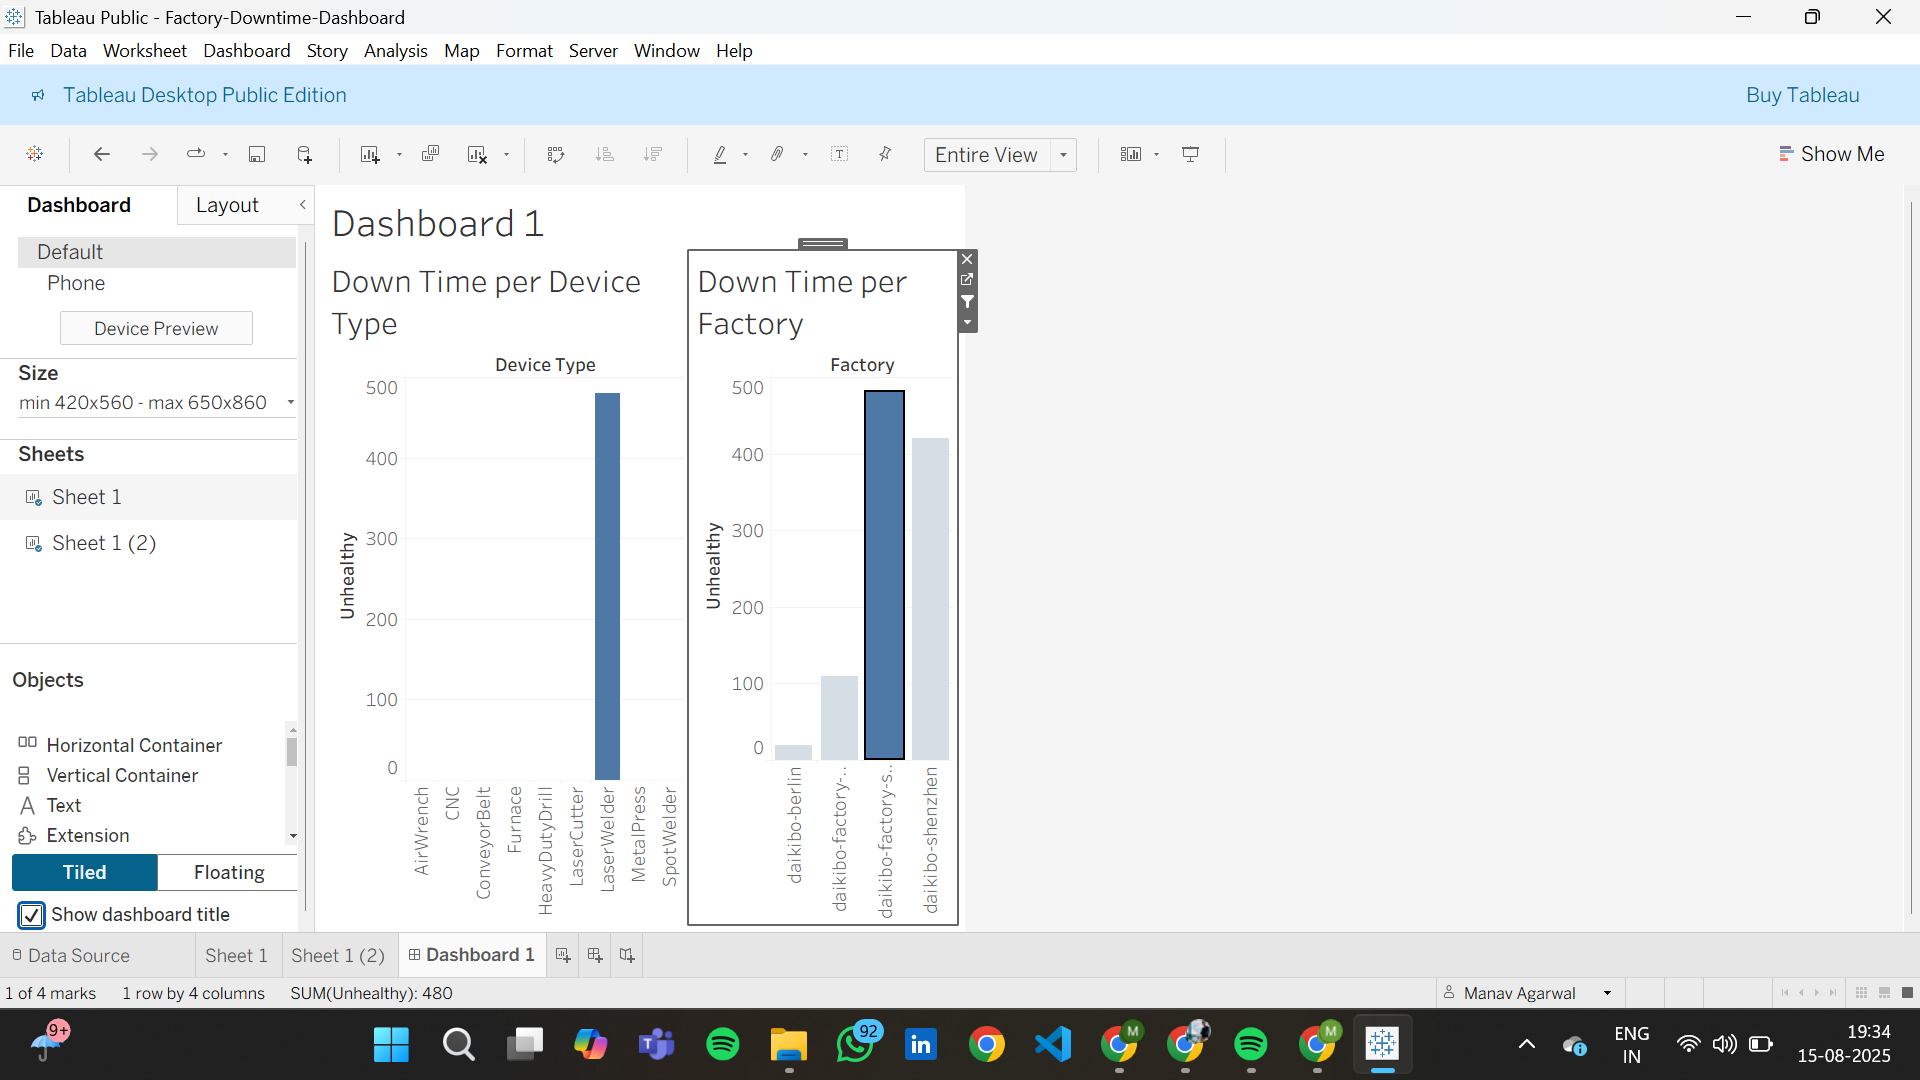 Tableau Public - Factory-Downtime-Dashboard
File Data Worksheet Dashboard Story Analysis Map Format Server Window Help
Tableau Desktop Public Edition
Buy Tableau
Entire View
Show Me
Dashboard
Layout
Default
Phone
Device Preview
Size
min 420x560 - max 650x860
Sheets
Sheet 1
Sheet 1 (2)
Objects
Horizontal Container
Vertical Container
Text
Extension
Tiled
Floating
Show dashboard title
Dashboard 1
Down Time per Device
Type
Device Type
Unhealthy
500
400
300
200
100
0
AirWrench
CNC
ConveyorBelt
Furnace
HeavyDutyDrill
LaserCutter
LaserWelder
MetalPress
SpotWelder
Down Time per
Factory
Factory
Unhealthy
500
400
300
200
100
0
daikibo-berlin
daikibo-factory-..
daikibo-factory-s..
daikibo-shenzhen
Data Source
Sheet 1
Sheet 1 (2)
Dashboard 1
1 of 4 marks
1 row by 4 columns
SUM(Unhealthy): 480
Manav Agarwal
9+
92
M
M
ENG
IN
19:34
15-08-2025